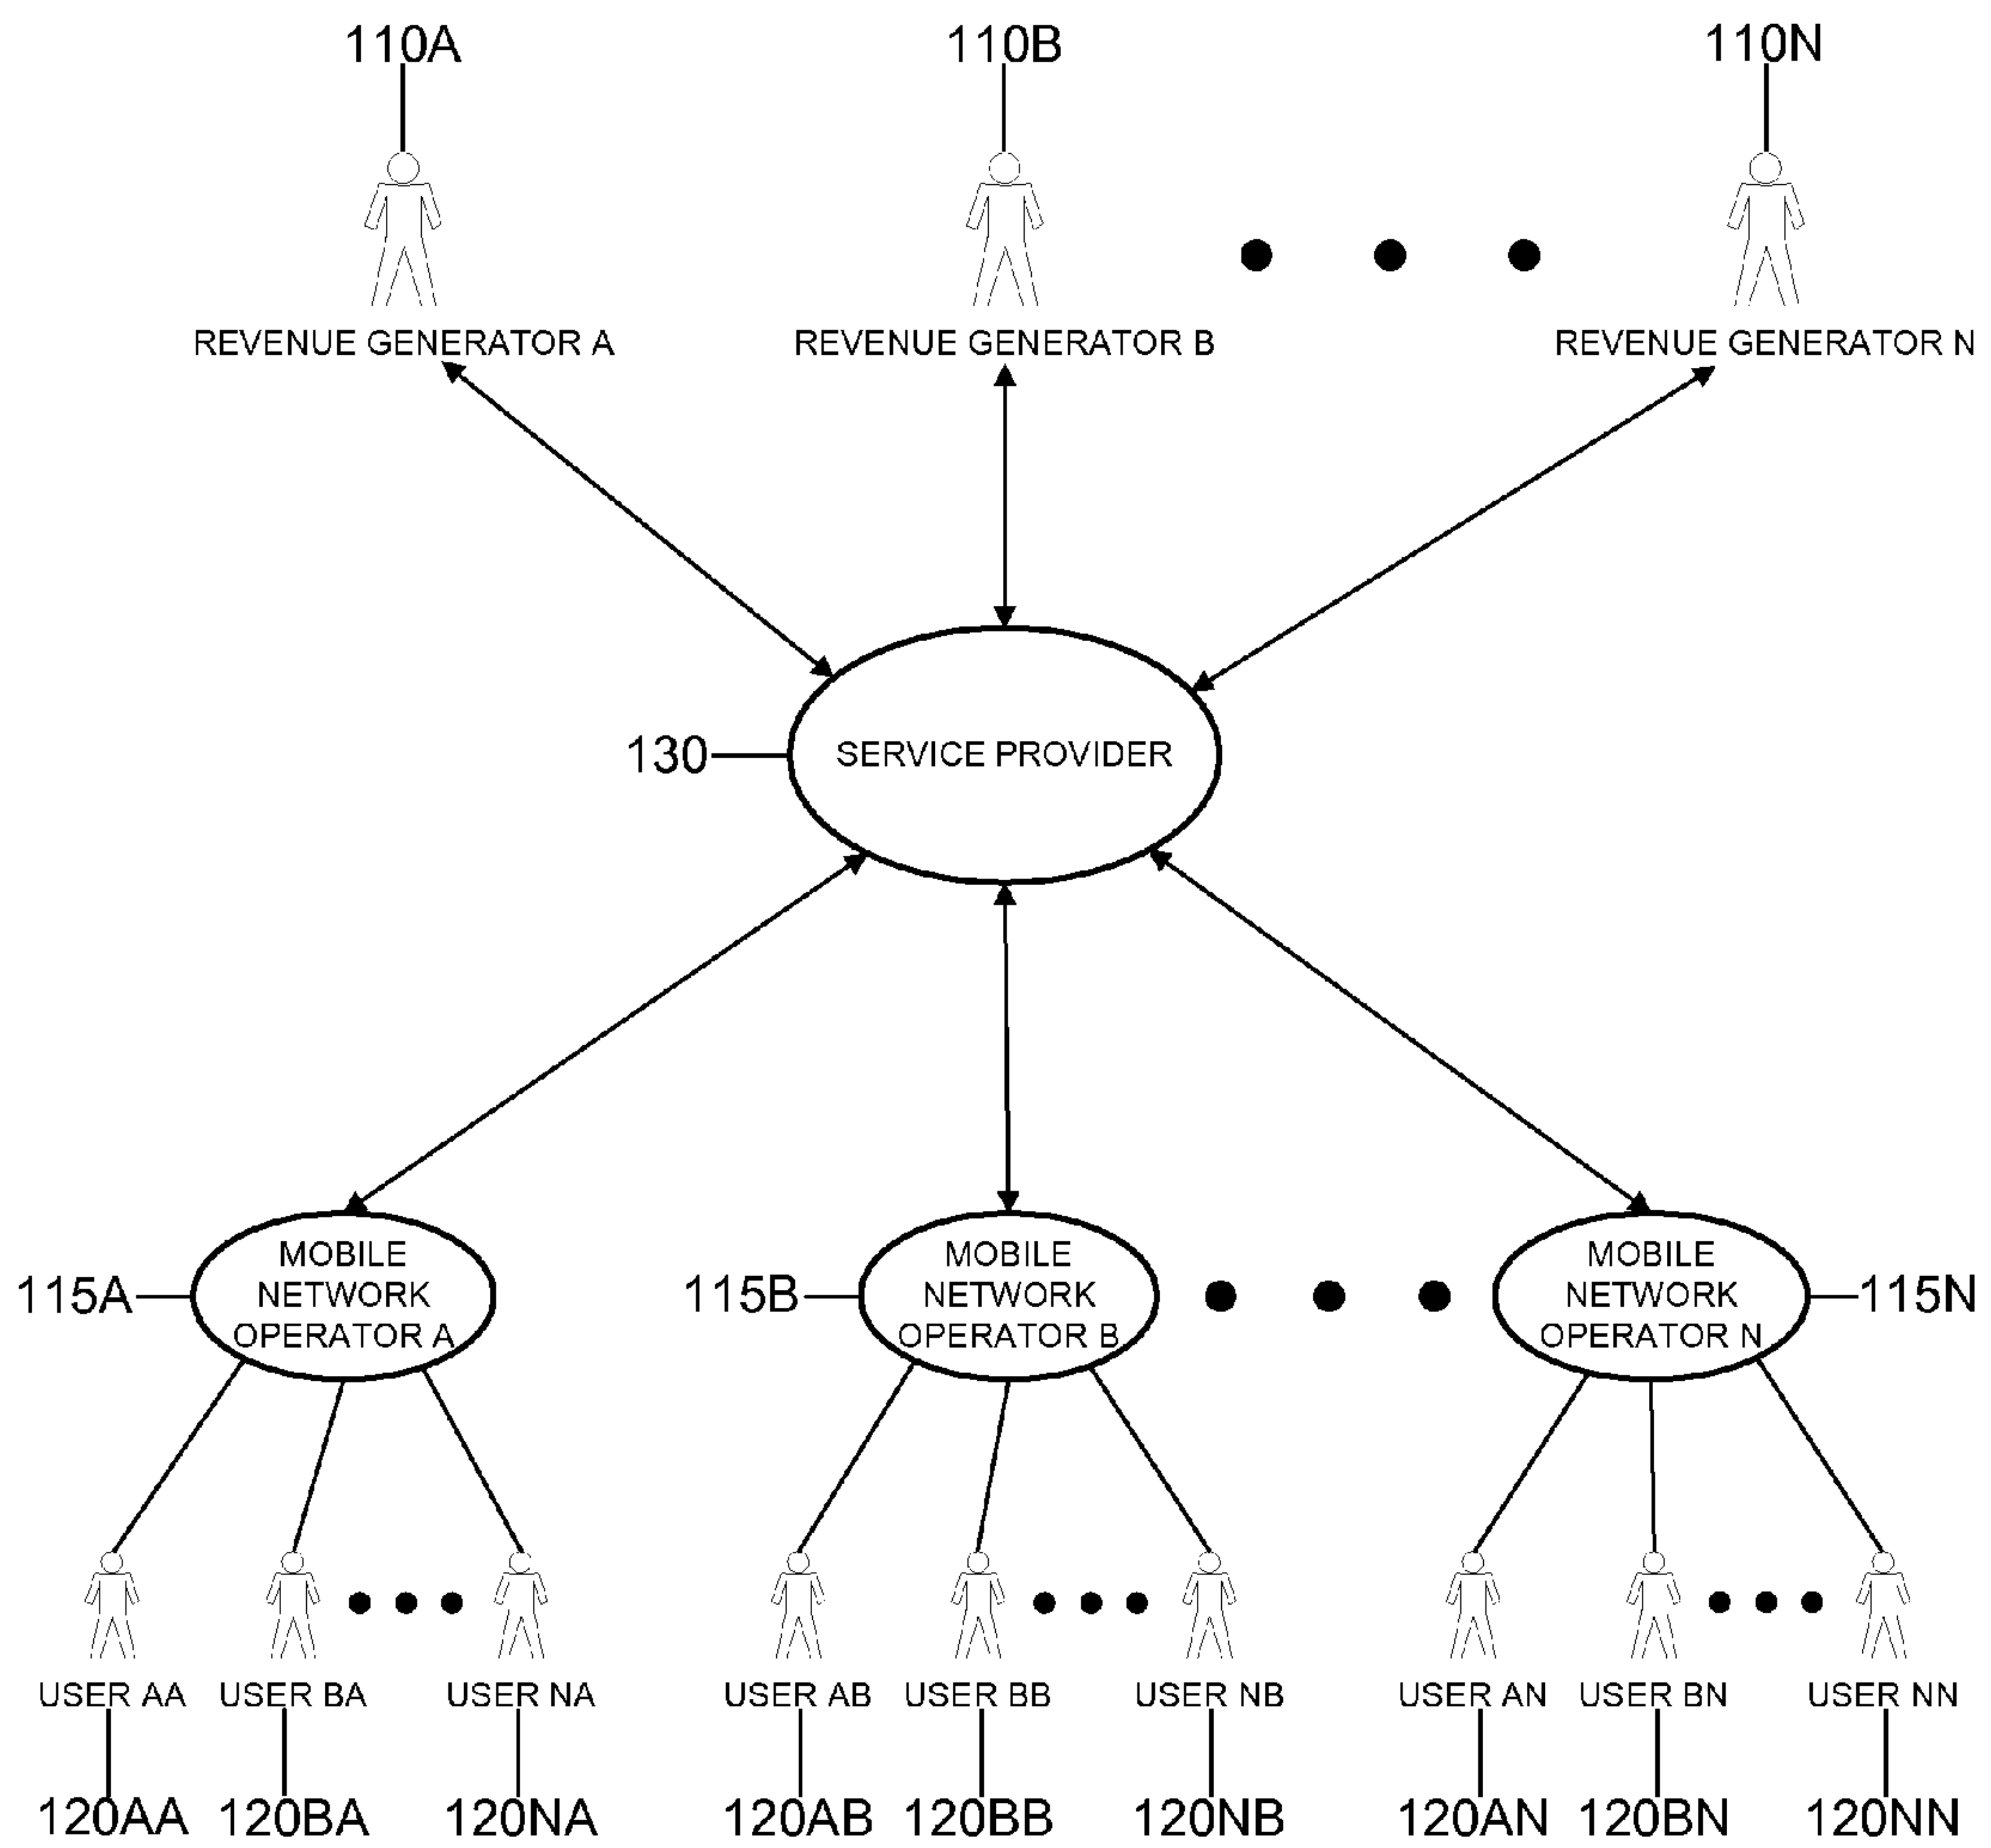 110A
110B
110N
REVENUE GENERATOR A
REVENUE GENERATOR B
REVENUE GENERATOR N
130
SERVICE PROVIDER
115A
MOBILE
NETWORK
OPERATOR A
115B
MOBILE
NETWORK
OPERATOR B
MOBILE
NETWORK
OPERATOR N
115N
USER AA
USER BA
USER NA
USER AB
USER BB
USER NB
USER AN
USER BN
USER NN
120AA
120BA
120NA
120AB
120BB
120NB
120AN
120BN
120NN